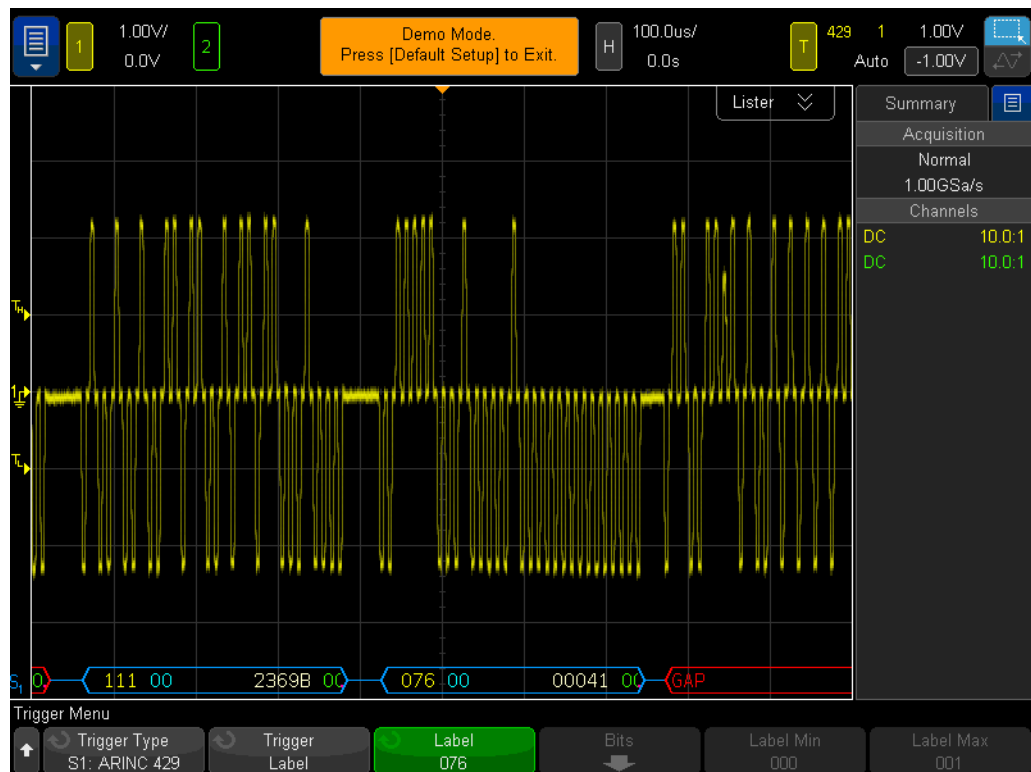 1
1.00V/
0.0V
2
Demo Mode.
Press [Default Setup] to Exit.
H
100.0us/
0.0s
T
429 1 1.00V
Auto -1.00V
Lister
Summary
Acquisition
Normal
1.00GSa/s
Channels
DC 10.0:1
DC 10.0:1
TH
1
TL
S1 0 111 00 2369B 00 076 00 00041 00 GAP
Trigger Menu
Trigger Type
S1: ARINC 429
Trigger
Label
Label
076
Bits
Label Min
000
Label Max
001